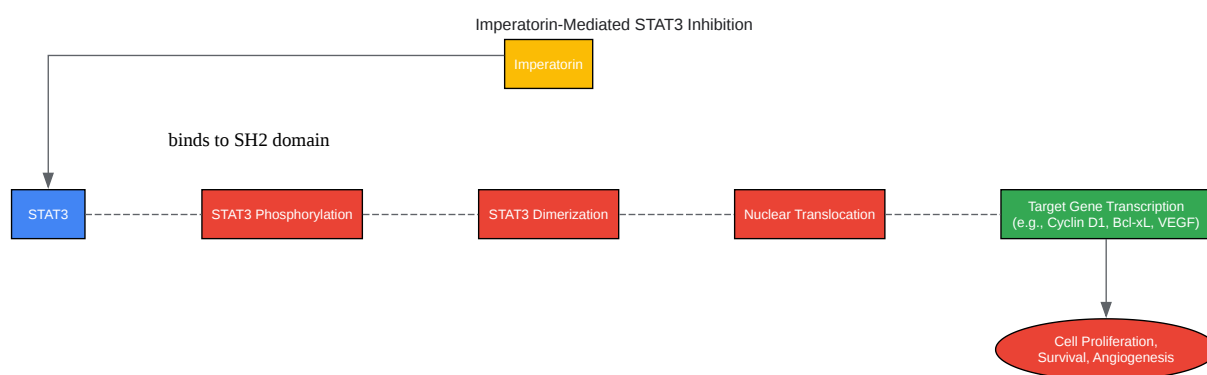 Imperatorin-Mediated STAT3 Inhibition
Imperatorin
binds to SH2 domain
STAT3
STAT3 Phosphorylation
STAT3 Dimerization
Nuclear Translocation
Target Gene Transcription
(e.g., Cyclin D1, Bcl-xL, VEGF)
Cell Proliferation,
Survival, Angiogenesis